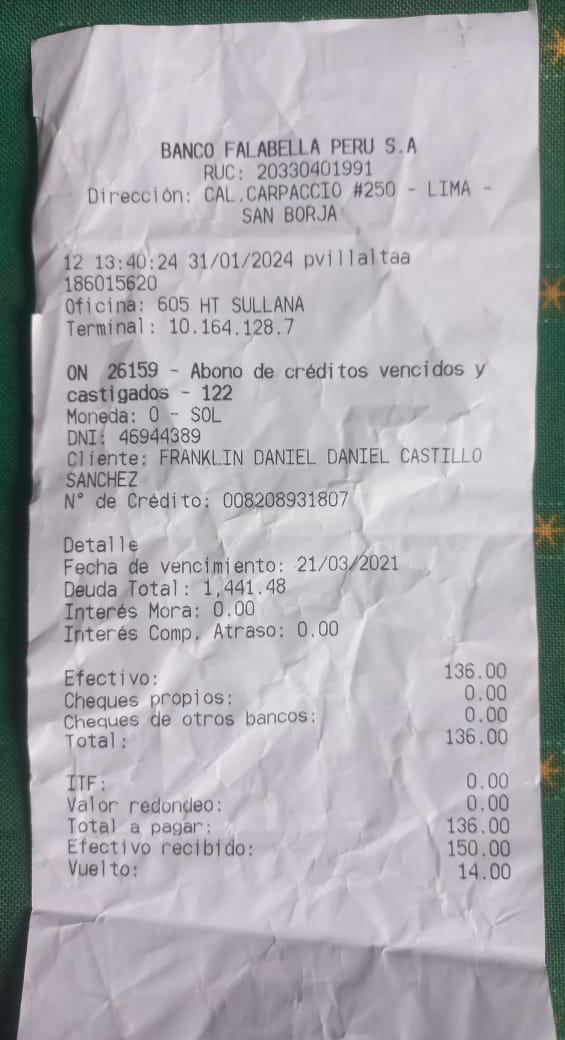 BANCO FALABELLA PERU S.A
RUC: 20330401991
Dirección: CAL.CARPACCIO #250 - LIMA -
SAN BORJA
12 13:40:24 31/01/2024 pvillaltaa
186015620
Oficina: 605 HT SULLANA
Terminal: 10.164.128.7
ON 26159 - Abono de créditos vencidos y
castigados - 122
Moneda: 0 - SOL
DNI: 46944389
Cliente: FRANKLIN DANIEL DANIEL CASTILLO
SANCHEZ
N° de Crédito: 008208931807
Detalle
Fecha de vencimiento: 21/03/2021
Deuda Total: 1,441.48
Interés Mora: 0.00
Interés Comp. Atraso: 0.00
Efectivo: 136.00
Cheques propios: 0.00
Cheques de otros bancos: 0.00
Total: 136.00
ITF: 0.00
Valor redondeo: 0.00
Total a pagar: 136.00
Efectivo recibido: 150.00
Vuelto: 14.00